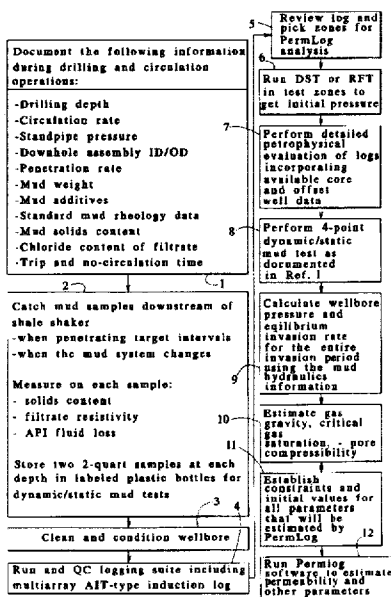 Document the following information
during drilling and circulation
operations:
-Drilling depth
-Circulation rate
-Standpipe pressure
-Downhole assembly ID/OD
-Penetration rate
-Mud weight
-Mud additives
-Standard mud rheology data
-Mud solids content
-Chloride content of filtrate
-Trip and no-circulation time
1
2
Catch mud samples downstream of
shale shaker
-when penetrating target intervals
-when the mud system changes
Measure on each sample:
- solids content
- filtrate resistivity
- API fluid loss
Store two 2-quart samples at each
depth in labeled plastic bottles for
dynamic/static mud tests
3
4
Clean and condition wellbore
Run and QC logging suite including
multiarray AIT-type induction log
5
Review log and
pick zones for
PermLog
analysis
6
Run DST or RFT
in test zones to
get initial pressure
7
Perform detailed
petrophysical
evaluation of logs
incorporating
available core
and offset
well data
8
Perform 4-point
dynamic/static
mud test as
documented
in Ref. 1
Calculate wellbore
pressure and
eqilibrium
invasion rate
for the entire
invasion period
using the mud
hydraulics
information
9
10
Estimate gas
gravity, critical
gas
saturation, - pore
compressibility
11
Establish
constraints and
initial values for
all parameters
that will be
estimated by
PermLog
12
Run Permlog
software to estimate
permeability and
other parameters